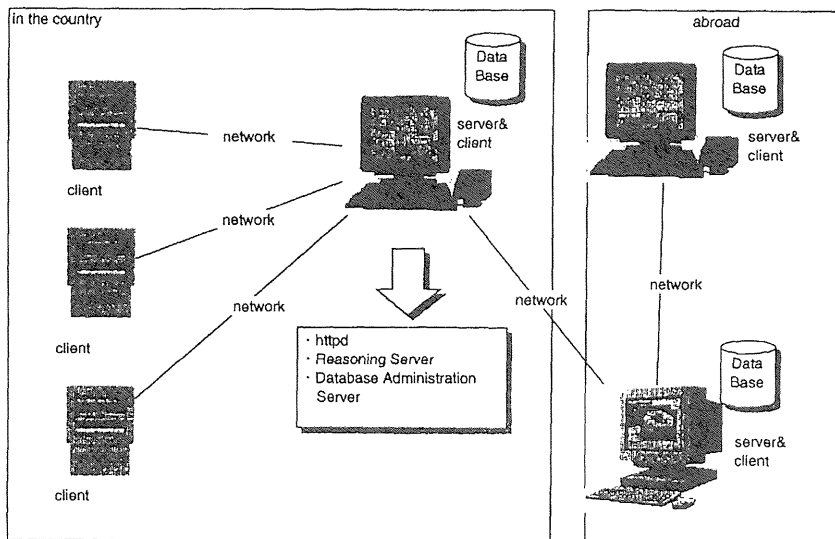 in the country
abroad
Data
Base
Data
Base
server&
client
server&
client
network
client
network
network
client
network
network
· httpd
· Reasoning Server
· Database Administration
Server
Data
Base
server&
client
client